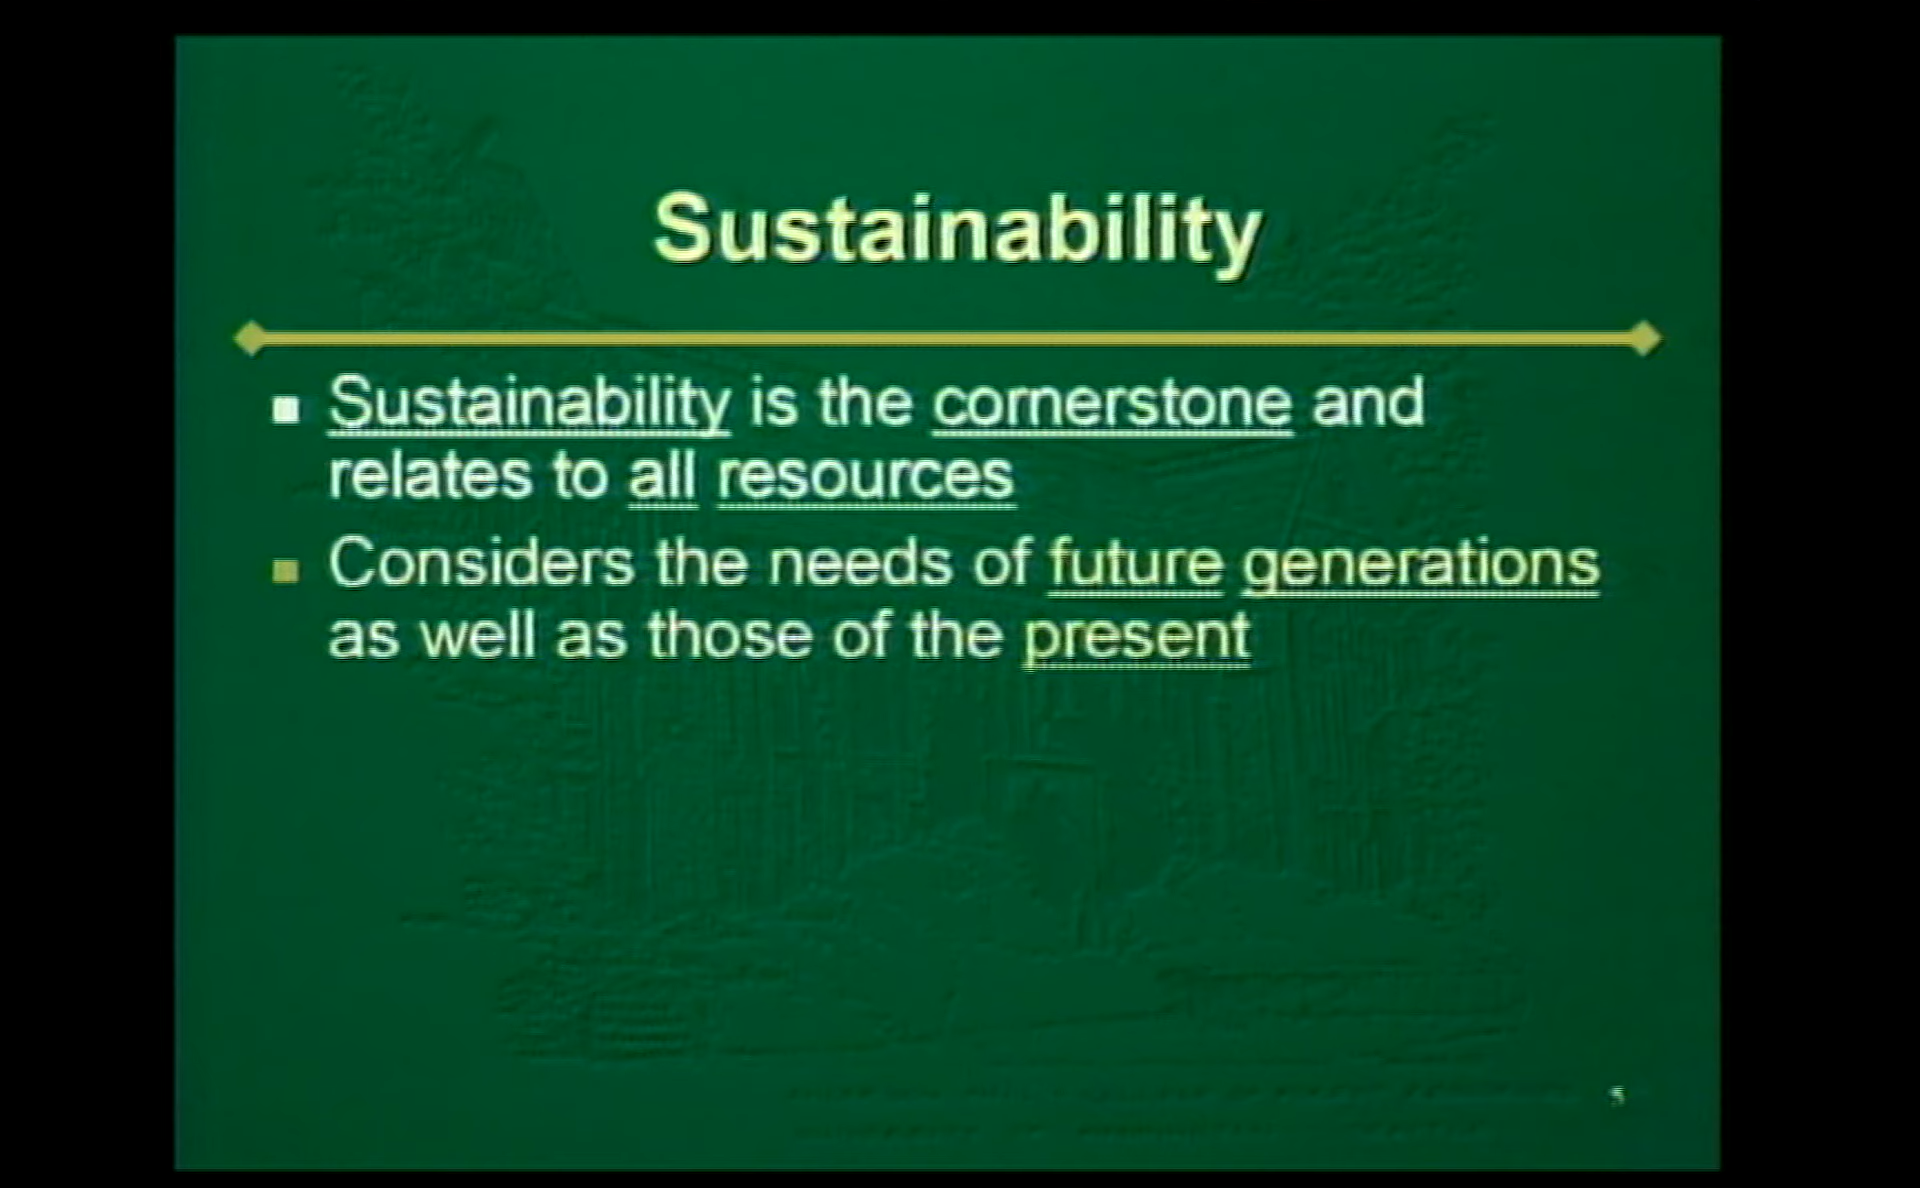 Sustainability
Sustainability is the cornerstone and
relates to all resources
Considers the needs of future generations
as well as those of the present
5